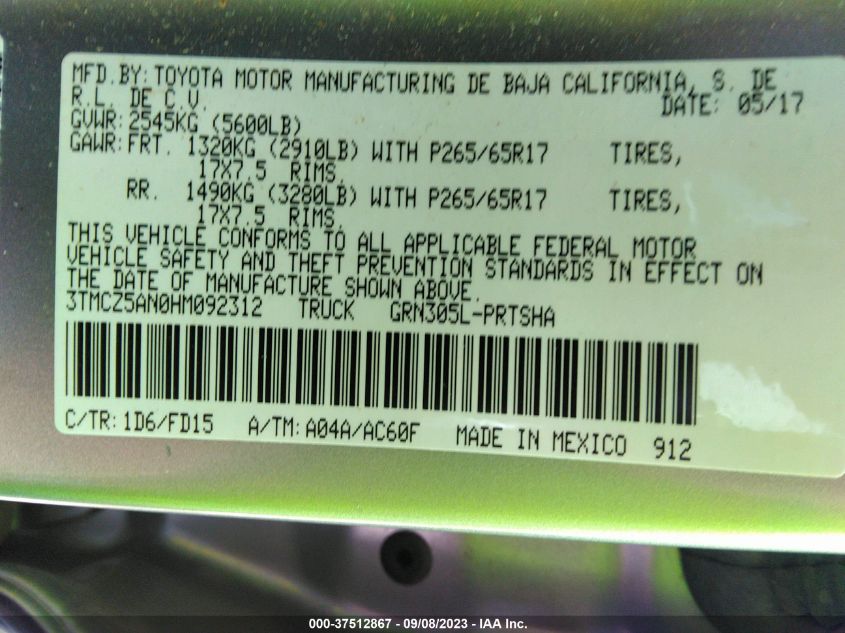 MFD.BY: TOYOTA MOTOR MANUFACTURING DE BAJA CALIFORNIA, S. DE
R.L. DE C.V. DATE: 05/17
GVWR: 2545KG (5600LB)
GAWR: FRT. 1320KG (2910LB) WITH P265/65R17 TIRES,
17X7.5 RIMS,
RR. 1490KG (3280LB) WITH P265/65R17 TIRES,
17X7.5 RIMS,
THIS VEHICLE CONFORMS TO ALL APPLICABLE FEDERAL MOTOR
VEHICLE SAFETY AND THEFT PREVENTION STANDARDS IN EFFECT ON
THE DATE OF MANUFACTURE SHOWN ABOVE.
3TMCZ5AN0HM092312 TRUCK GRN305L-PRTSHA
C/TR: 1D6/FD15 A/TM: A04A/AC60F MADE IN MEXICO 912
000-37512867 - 09/08/2023 - IAA Inc.